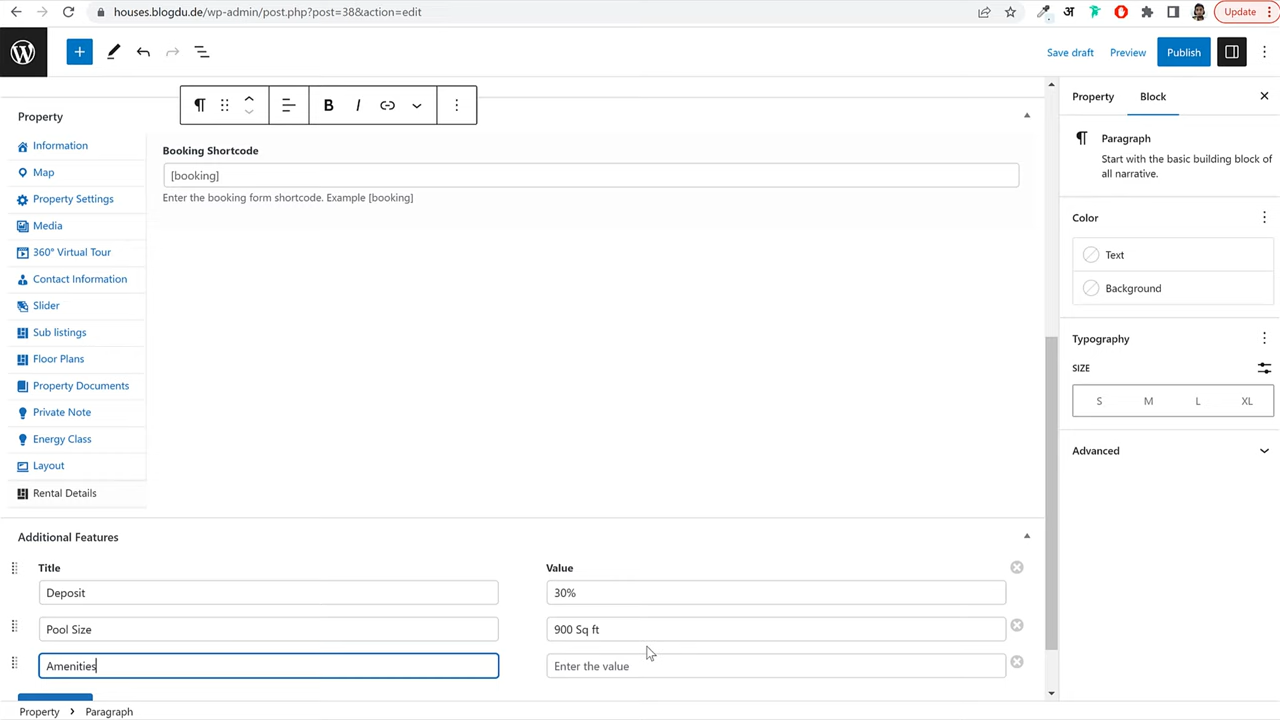 houses.blogdu.de/wp-admin/post.php?post=38&action=edit
अ
Update
Save draft
Preview
Publish
B I
Property
Block
Property
Information
Map
Property Settings
Media
360° Virtual Tour
Contact Information
Slider
Sub listings
Floor Plans
Property Documents
Private Note
Energy Class
Layout
Rental Details
Booking Shortcode
[booking]
Enter the booking form shortcode. Example [booking]
Paragraph
Start with the basic building block of
all narrative.
Color
Text
Background
Typography
SIZE
S M L XL
Advanced
Additional Features
Title Value
Deposit 30%
Pool Size 900 Sq ft
Amenities Enter the value
Property > Paragraph